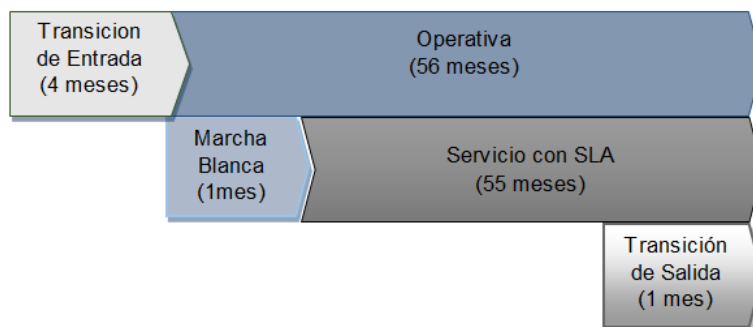 Transicion
de Entrada
(4 meses)
Operativa
(56 meses)
Marcha
Blanca
(1mes)
Servicio con SLA
(55 meses)
Transición
de Salida
(1 mes)